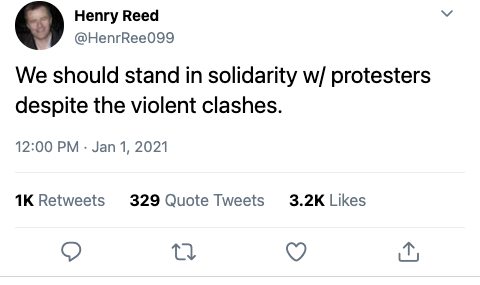 Henry Reed
@HenrRee099
We should stand in solidarity w/ protesters
despite the violent clashes.
12:00 PM · Jan 1, 2021
1K Retweets 329 Quote Tweets 3.2K Likes